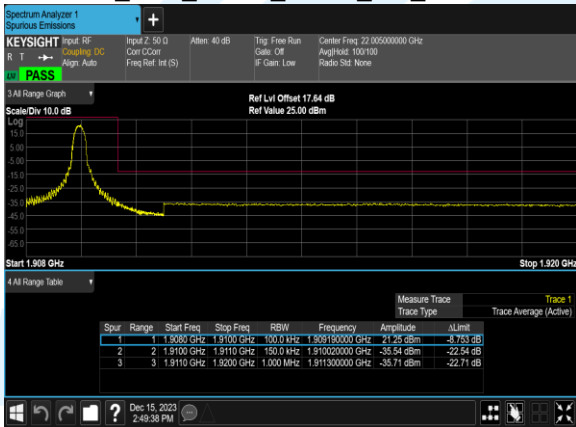 Spectrum Analyzer 1
Spurious Emissions
KEYSIGHT Input: RF Input Z: 50 Ω Atten: 40 dB Trig: Free Run Center Freq: 22.005000000 GHz
R T Coupling: DC Corr CCorr Gate: Off Avg|Hold: 100/100
Align: Auto Freq Ref: Int (S) IF Gain: Low Radio Std: None
PASS
3 All Range Graph
Ref Lvl Offset 17.64 dB
Scale/Div 10.0 dB Ref Value 25.00 dBm
Log
15.0
5.00
-5.00
-15.0
-25.0
-35.0
-45.0
-55.0
-65.0
Start 1.908 GHz Stop 1.920 GHz
4 All Range Table
Measure Trace Trace 1
Trace Type Trace Average (Active)
Spur Range Start Freq Stop Freq RBW Frequency Amplitude ΔLimit
1 1 1.9080 GHz 1.9100 GHz 100.0 kHz 1.909190000 GHz 21.25 dBm -8.753 dB
2 2 1.9100 GHz 1.9110 GHz 150.0 kHz 1.910020000 GHz -35.54 dBm -22.54 dB
3 3 1.9110 GHz 1.9200 GHz 1.000 MHz 1.911300000 GHz -35.71 dBm -22.71 dB
? Dec 15, 2023
2:49:38 PM